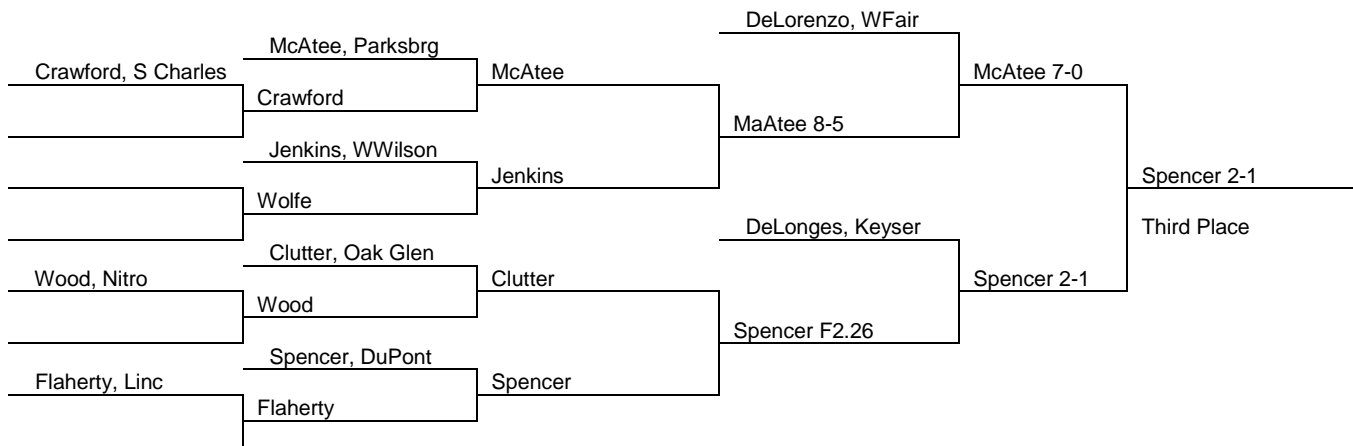 DeLorenzo, WFair
McAtee, Parksbrg
Crawford, S Charles
McAtee
McAtee 7-0
Crawford
MaAtee 8-5
Jenkins, WWilson
Jenkins
Spencer 2-1
Wolfe
DeLonges, Keyser
Third Place
Clutter, Oak Glen
Wood, Nitro
Clutter
Spencer 2-1
Wood
Spencer F2.26
Spencer, DuPont
Flaherty, Linc
Spencer
Flaherty